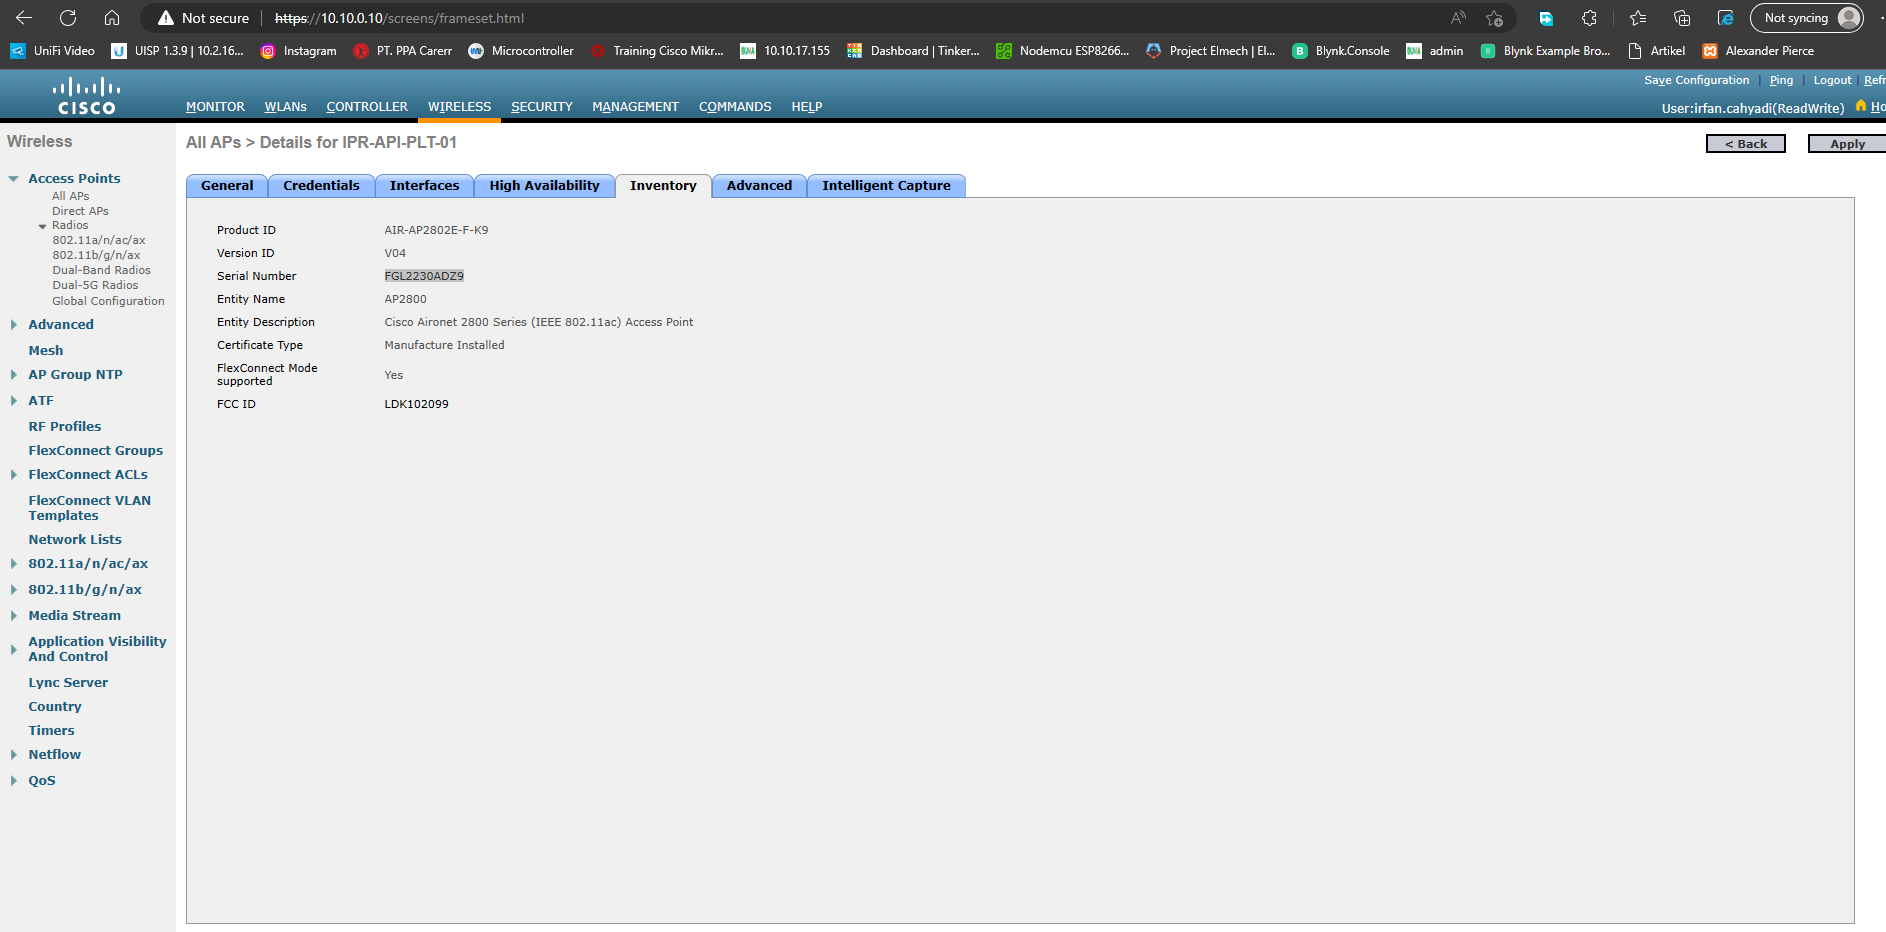 Not secure https://10.10.0.10/screens/frameset.html Not syncing
UniFi Video UISP 1.3.9 | 10.2.16... Instagram PT. PPA Carerr Microcontroller Training Cisco Mikr... 10.10.17.155 Dashboard | Tinker... Nodemcu ESP8266... Project Elmech | El... Blynk.Console admin Blynk Example Bro... Artikel Alexander Pierce
Save Configuration | Ping | Logout | Refr
CISCO
MONITOR WLANs CONTROLLER WIRELESS SECURITY MANAGEMENT COMMANDS HELP
User:irfan.cahyadi(ReadWrite) Ho
Wireless
Access Points
All APs
Direct APs
Radios
802.11a/n/ac/ax
802.11b/g/n/ax
Dual-Band Radios
Dual-5G Radios
Global Configuration
Advanced
Mesh
AP Group NTP
ATF
RF Profiles
FlexConnect Groups
FlexConnect ACLs
FlexConnect VLAN
Templates
Network Lists
802.11a/n/ac/ax
802.11b/g/n/ax
Media Stream
Application Visibility
And Control
Lync Server
Country
Timers
Netflow
QoS
All APs > Details for IPR-API-PLT-01
< Back Apply
General Credentials Interfaces High Availability Inventory Advanced Intelligent Capture
Product ID AIR-AP2802E-F-K9
Version ID V04
Serial Number FGL2230ADZ9
Entity Name AP2800
Entity Description Cisco Aironet 2800 Series (IEEE 802.11ac) Access Point
Certificate Type Manufacture Installed
FlexConnect Mode
supported Yes
FCC ID LDK102099